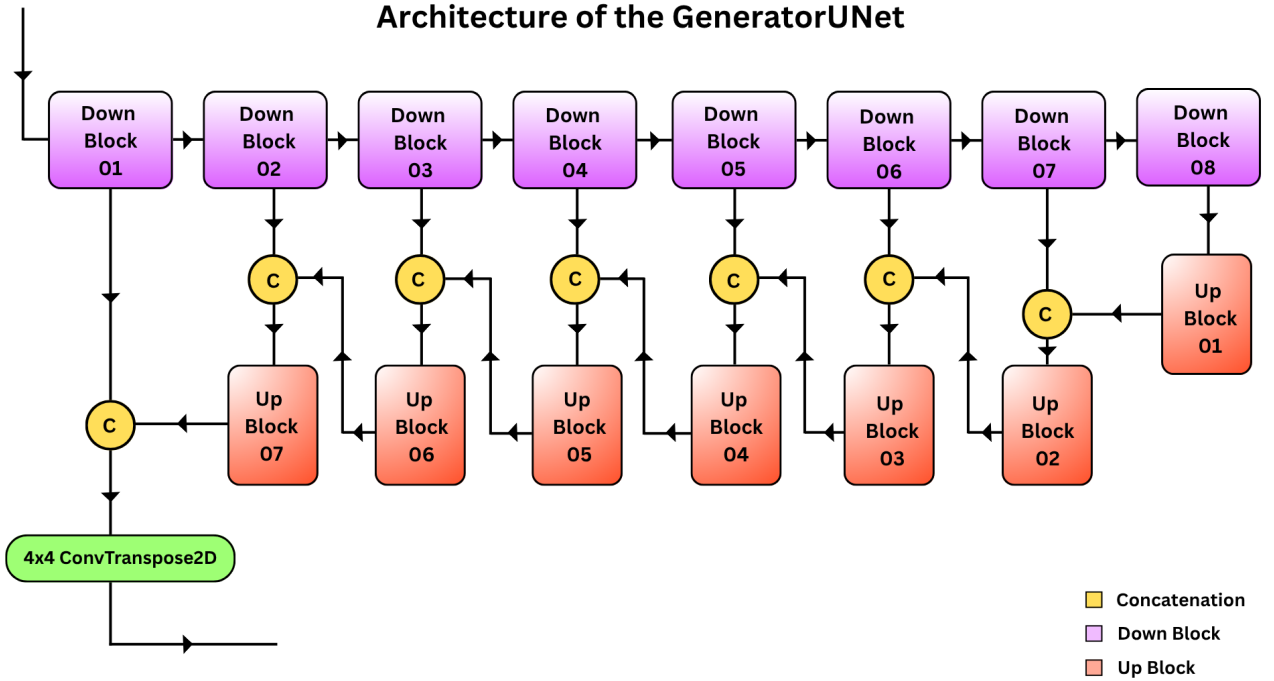 Architecture of the GeneratorUNet
Down
Block
01
Down
Block
02
Down
Block
03
Down
Block
04
Down
Block
05
Down
Block
06
Down
Block
07
Down
Block
08
C
C
C
C
C
C
C
Up
Block
01
Up
Block
07
Up
Block
06
Up
Block
05
Up
Block
04
Up
Block
03
Up
Block
02
4x4 ConvTranspose2D
Concatenation
Down Block
Up Block